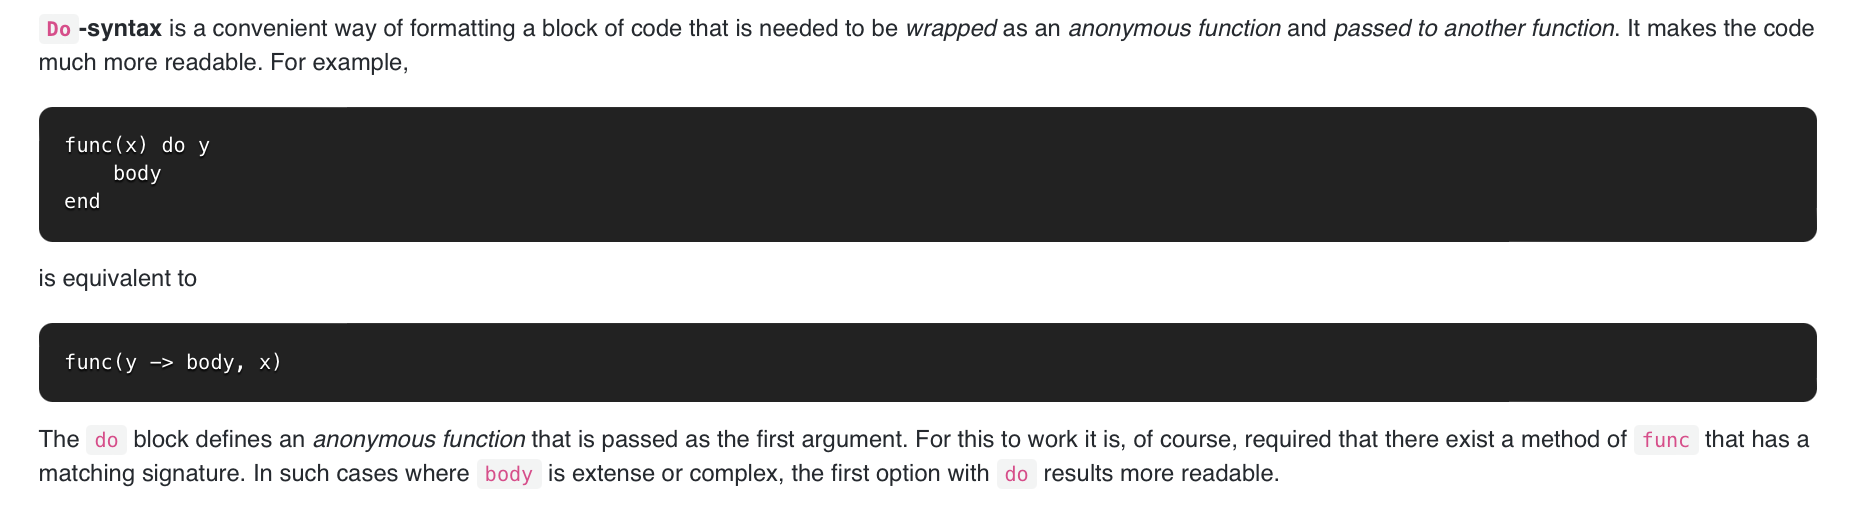 Do -syntax is a convenient way of formatting a block of code that is needed to be wrapped as an anonymous function and passed to another function. It makes the code
much more readable. For example,
func(x) do y
    body
end
is equivalent to
func(y -> body, x)
The do block defines an anonymous function that is passed as the first argument. For this to work it is, of course, required that there exist a method of func that has a
matching signature. In such cases where body is extense or complex, the first option with do results more readable.